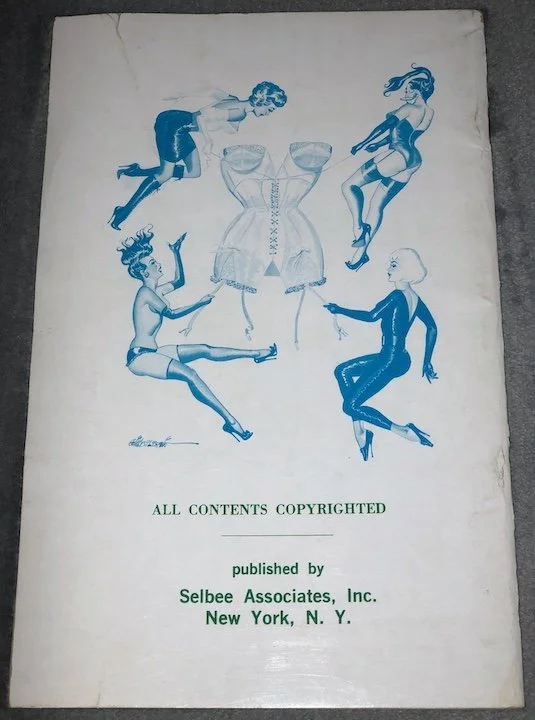 ALL CONTENTS COPYRIGHTED
published by
Selbee Associates, Inc.
New York, N. Y.